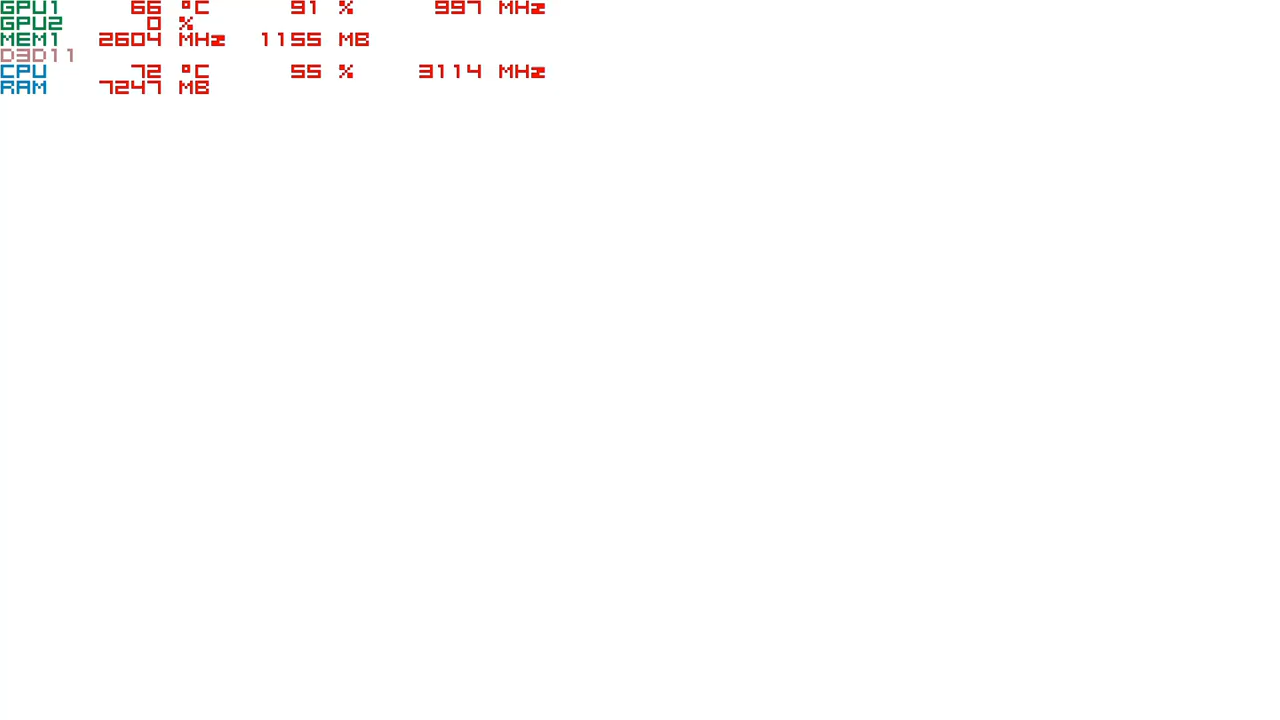 GPU1 66 °C 91 % 997 MHz
GPU2 0 %
MEM1 2604 MHz 1155 MB
D3D11
CPU 72 °C 55 % 3114 MHz
RAM 7247 MB